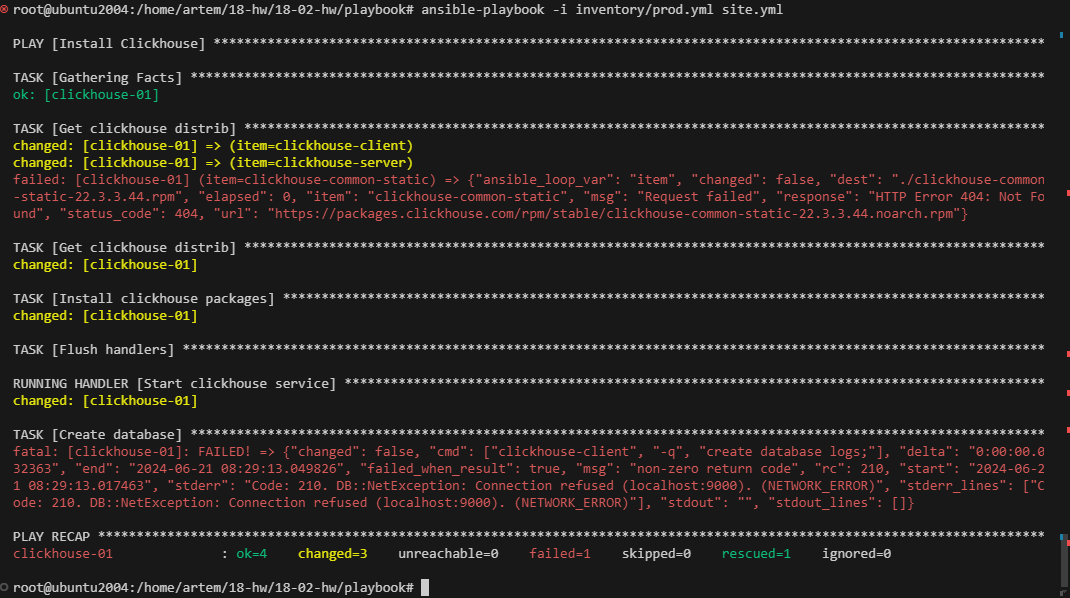 root@ubuntu2004:/home/artem/18-hw/18-02-hw/playbook# ansible-playbook -i inventory/prod.yml site.yml
PLAY [Install Clickhouse] ************************************************************************************************************
TASK [Gathering Facts] ***************************************************************************************************************
ok: [clickhouse-01]
TASK [Get clickhouse distrib] ********************************************************************************************************
changed: [clickhouse-01] => (item=clickhouse-client)
changed: [clickhouse-01] => (item=clickhouse-server)
failed: [clickhouse-01] (item=clickhouse-common-static) => {"ansible_loop_var": "item", "changed": false, "dest": "./clickhouse-common
-static-22.3.3.44.rpm", "elapsed": 0, "item": "clickhouse-common-static", "msg": "Request failed", "response": "HTTP Error 404: Not Fo
und", "status_code": 404, "url": "https://packages.clickhouse.com/rpm/stable/clickhouse-common-static-22.3.3.44.noarch.rpm"}
TASK [Get clickhouse distrib] ********************************************************************************************************
changed: [clickhouse-01]
TASK [Install clickhouse packages] ***************************************************************************************************
changed: [clickhouse-01]
TASK [Flush handlers] ****************************************************************************************************************
RUNNING HANDLER [Start clickhouse service] *******************************************************************************************
changed: [clickhouse-01]
TASK [Create database] ***************************************************************************************************************
fatal: [clickhouse-01]: FAILED! => {"changed": false, "cmd": ["clickhouse-client", "-q", "create database logs;"], "delta": "0:00:00.0
32363", "end": "2024-06-21 08:29:13.049826", "failed_when_result": true, "msg": "non-zero return code", "rc": 210, "start": "2024-06-2
1 08:29:13.017463", "stderr": "Code: 210. DB::NetException: Connection refused (localhost:9000). (NETWORK_ERROR)", "stderr_lines": ["C
ode: 210. DB::NetException: Connection refused (localhost:9000). (NETWORK_ERROR)"], "stdout": "", "stdout_lines": []}
PLAY RECAP ***************************************************************************************************************************
clickhouse-01              : ok=4    changed=3    unreachable=0    failed=1    skipped=0    rescued=1    ignored=0
root@ubuntu2004:/home/artem/18-hw/18-02-hw/playbook#